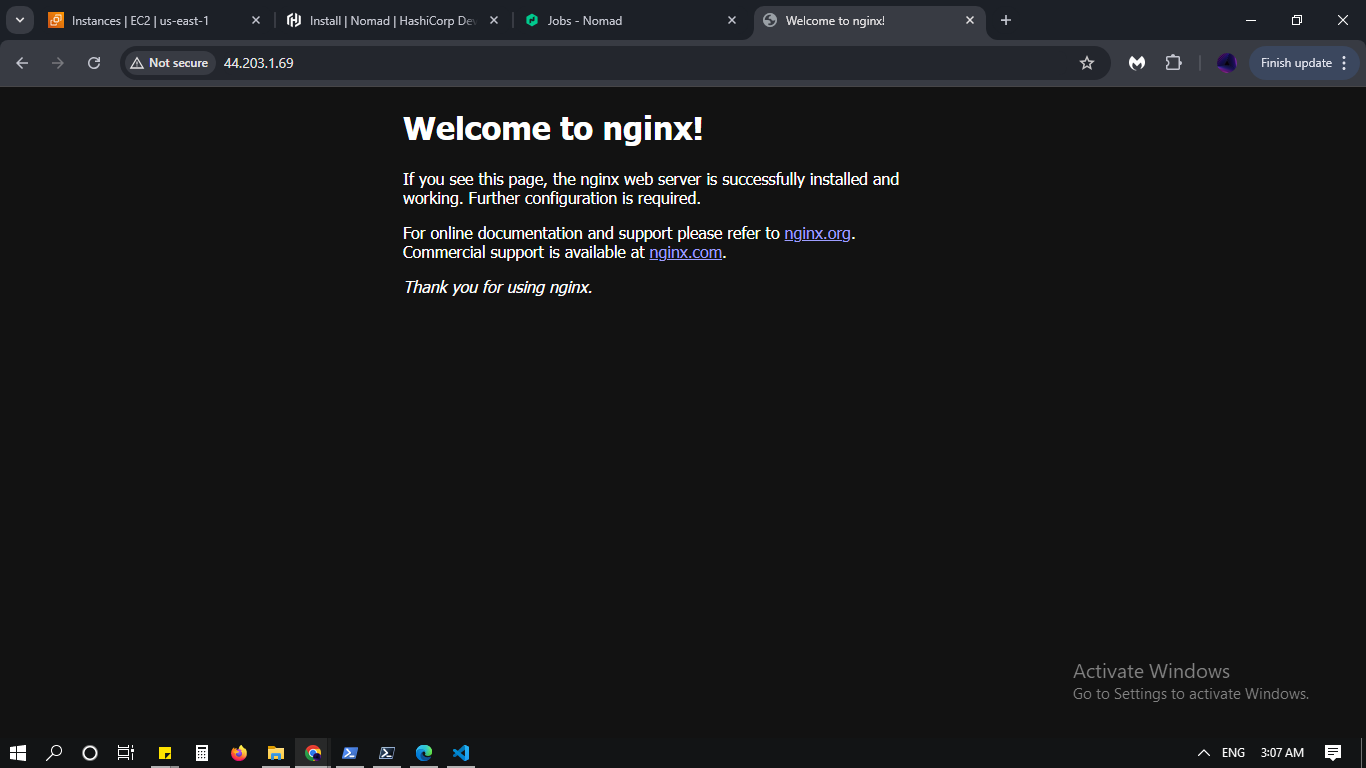 Instances | EC2 | us-east-1
Install | Nomad | HashiCorp Dev
Jobs - Nomad
Welcome to nginx!
Not secure
44.203.1.69
Finish update
Welcome to nginx!
If you see this page, the nginx web server is successfully installed and
working. Further configuration is required.
For online documentation and support please refer to nginx.org.
Commercial support is available at nginx.com.
Thank you for using nginx.
Activate Windows
Go to Settings to activate Windows.
ENG
3:07 AM